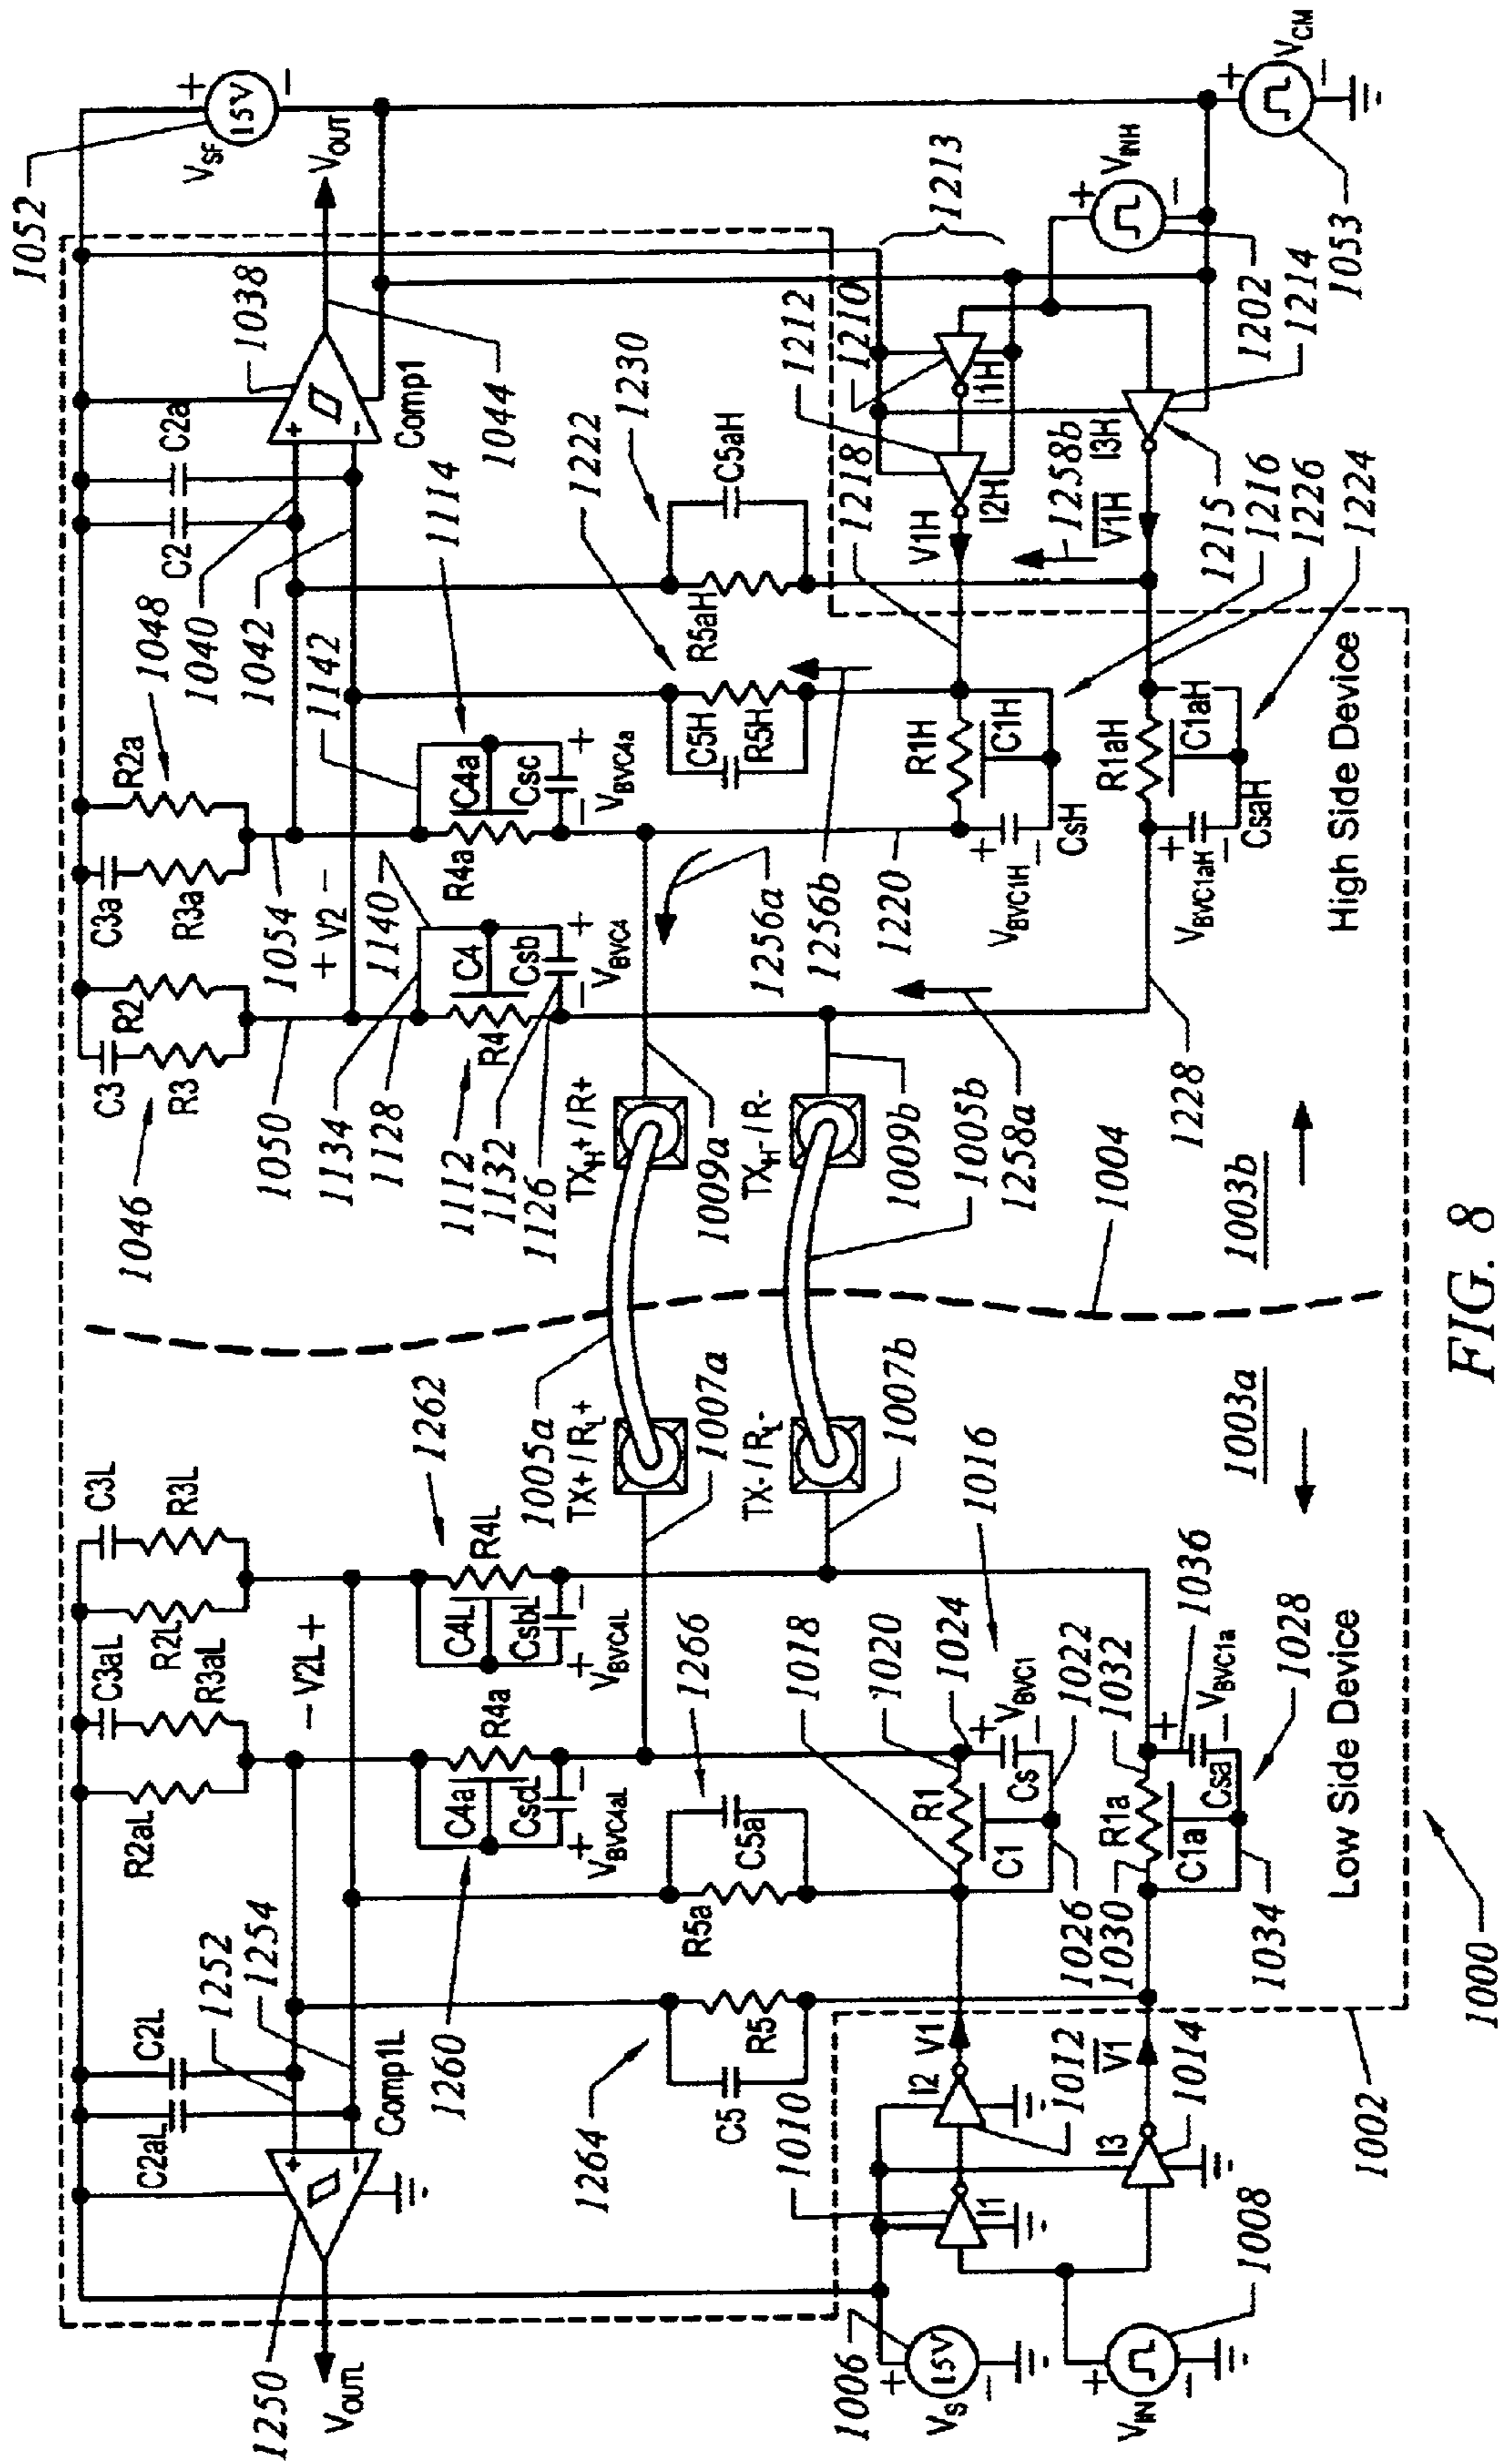 1052
VSF
15V
VOUT
1038
Comp1
1044
C2a
C2
1048
1040
1042
1142
R2a
C3a
R3a
1054
+ V2 -
1140
R2
C3
R3
1046
1050
1134
1128
1112
1132
1126
1114
C4a
Csc
VBVC4a
R4a
C4
Csb
VBVC4
R4
1222
1230
C5aH
R5aH
C5H
R5H
1256a
1256b
1220
1212
1210
1213
1218
I1H
I2H
V1H
1258b
I3H
V1H
VINH
VCM
1202
1214
1053
1215
1216
1226
1224
R1H
C1H
CsH
VBVC1H
R1aH
C1aH
CsaH
VBVC1aH
High Side Device
TXH+/R+
1009a
TXH-/R-
1009b
1005b
1258a
1228
1004
1003b
1003a
1005a
TX+/RL+
1007a
TX-/RL-
1007b
1262
C3L
R3L
R2L
C3aL
R3aL
R2aL
- V2L +
C4L
R4L
CsbL
VBVC4L
C4a
R4a
CscL
VBVC4aL
1260
1266
C5a
R5a
1264
C5
R5
1018
1020
1024
1016
R1
C1
Cs
VBVC1
1022
1026
1030
1032
1036
R1a
C1a
Csa
VBVC1a
1028
1034
Low Side Device
C2L
C2aL
1252
1254
Comp1L
1250
VOUTL
I1
I2
V1
1010
1012
I3
V1
1014
1006
15V
VS
VIN
1008
1002
1000
FIG. 8